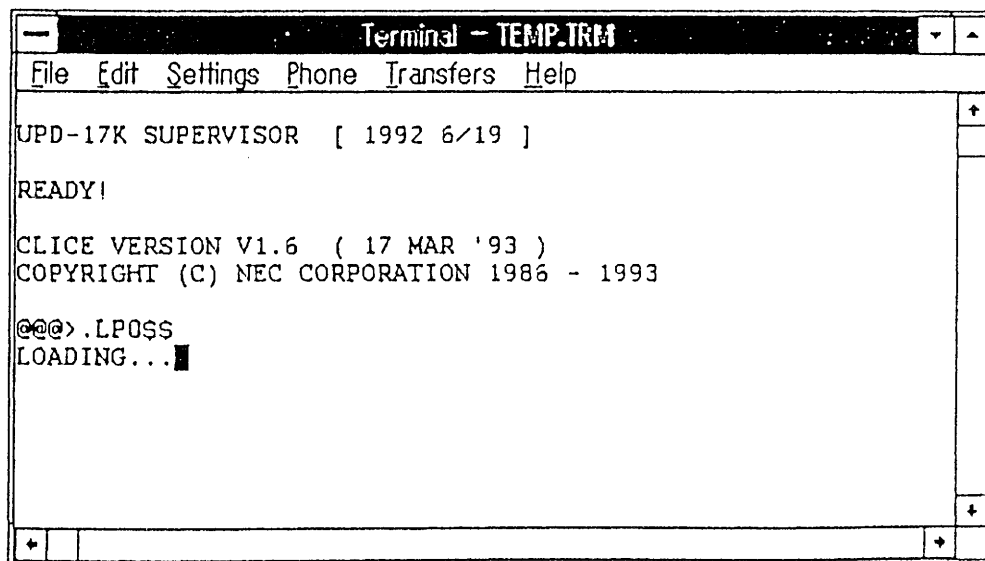 Terminal - TEMP.TRM
File Edit Settings Phone Transfers Help
UPD-17K SUPERVISOR [ 1992 6/19 ]
READY!
CLICE VERSION V1.6 ( 17 MAR '93 )
COPYRIGHT (C) NEC CORPORATION 1986 - 1993
@@@>.LP0$$
LOADING...